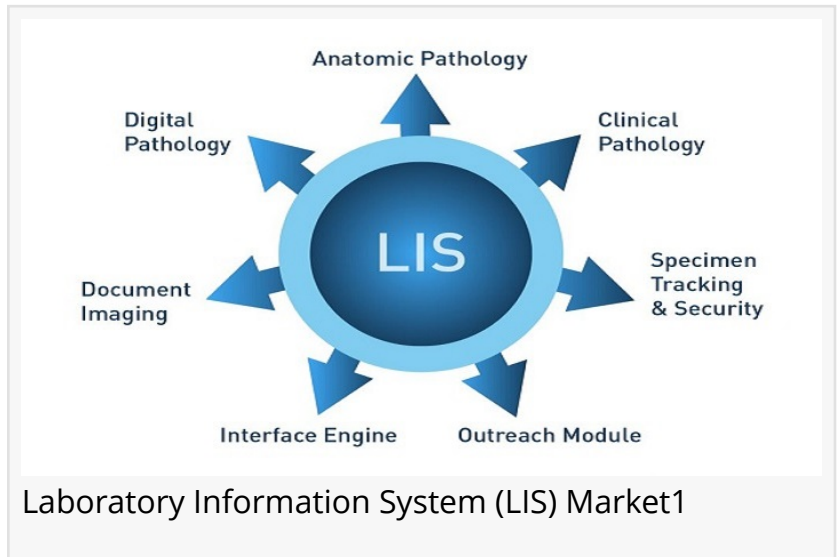 Anatomic Pathology
Digital
Pathology
Clinical
Pathology
LIS
Document
Imaging
Specimen
Tracking
& Security
Interface Engine
Outreach Module
Laboratory Information System (LIS) Market1